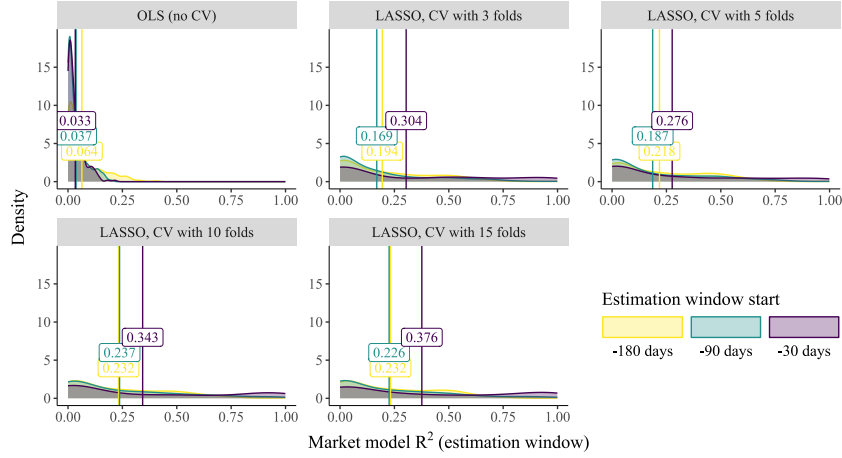 OLS (no CV)
LASSO, CV with 3 folds
LASSO, CV with 5 folds
20
15
10
5
0
0.033
0.037
0.064
0.304
0.169
0.194
0.276
0.187
0.218
0.00 0.25 0.50 0.75 1.00
0.00 0.25 0.50 0.75 1.00
0.00 0.25 0.50 0.75 1.00
Density
LASSO, CV with 10 folds
LASSO, CV with 15 folds
20
15
10
5
0
15
10
5
0
15
10
5
0
15
10
5
0
0.343
0.237
0.232
0.376
0.226
0.232
0.00 0.25 0.50 0.75 1.00
0.00 0.25 0.50 0.75 1.00
Market model R² (estimation window)
Estimation window start
-180 days
-90 days
-30 days